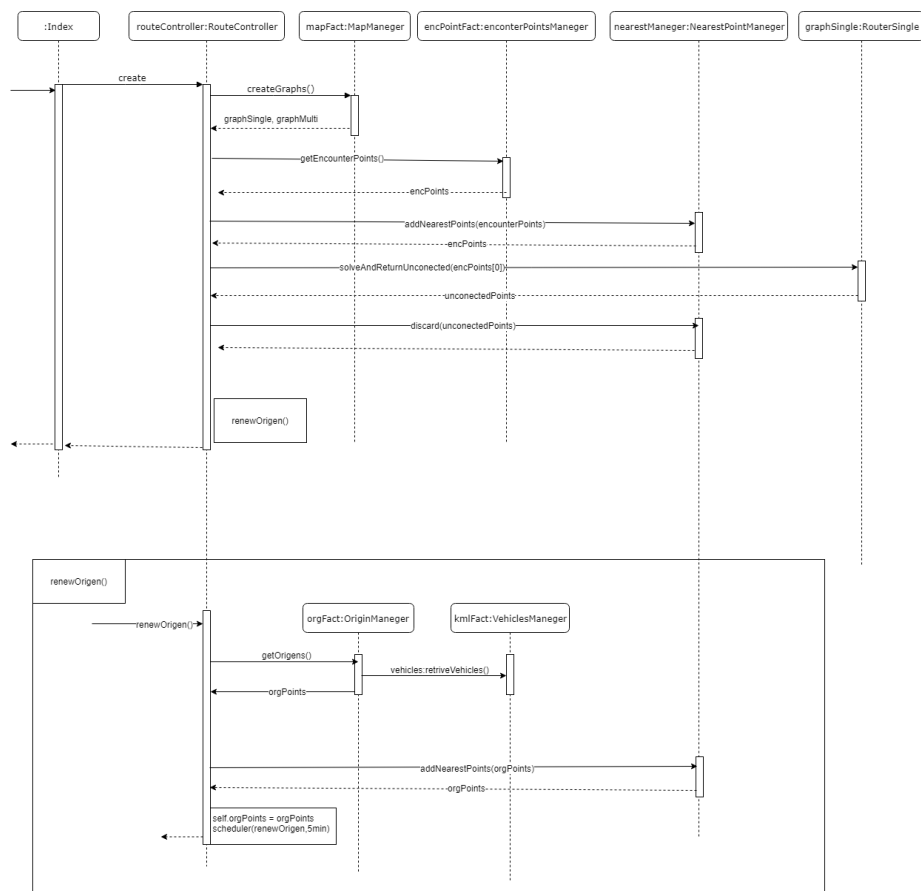 :Index
routeController:RouteController
mapFact:MapManeger
encPointFact:enconterPointsManeger
nearestManeger:NearestPointManeger
graphSingle:RouterSingle
create
createGraphs()
graphSingle, graphMulti
getEncounterPoints()
encPoints
addNearestPoints(encounterPoints)
encPoints
solveAndReturnUnconected(encPoints[0])
unconectedPoints
discard(unconectedPoints)
renewOrigen()
renewOrigen()
orgFact:OriginManeger
kmlFact:VehiclesManeger
renewOrigen()
getOrigens()
vehicles:retriveVehicles()
orgPoints
addNearestPoints(orgPoints)
orgPoints
self.orgPoints = orgPoints
scheduler(renewOrigen,5min)